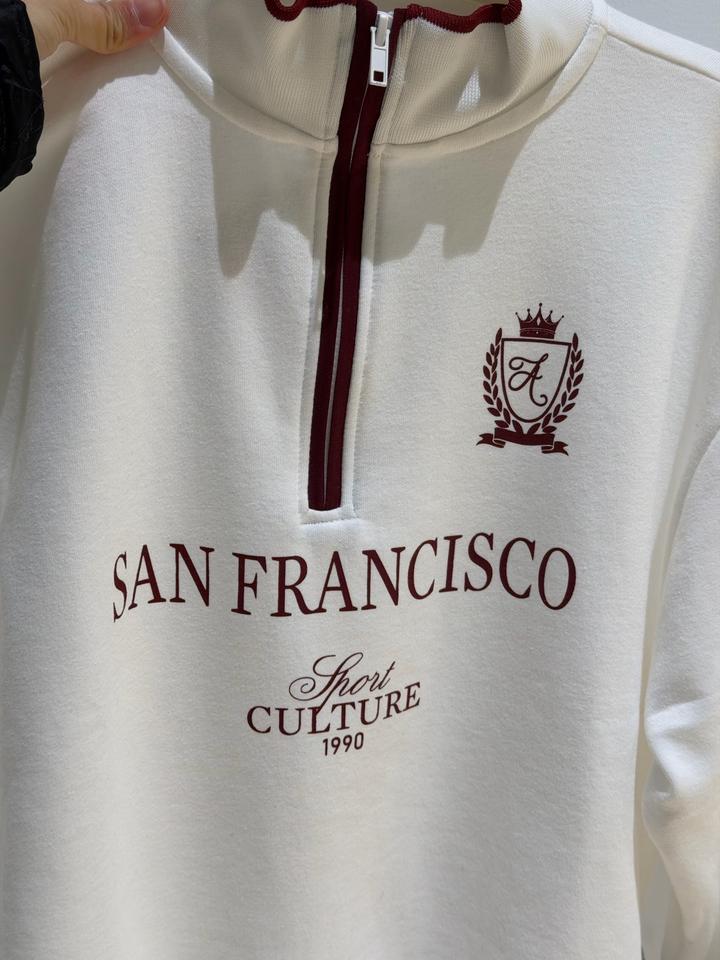 A
SAN FRANCISCO
Sport
CULTURE
1990